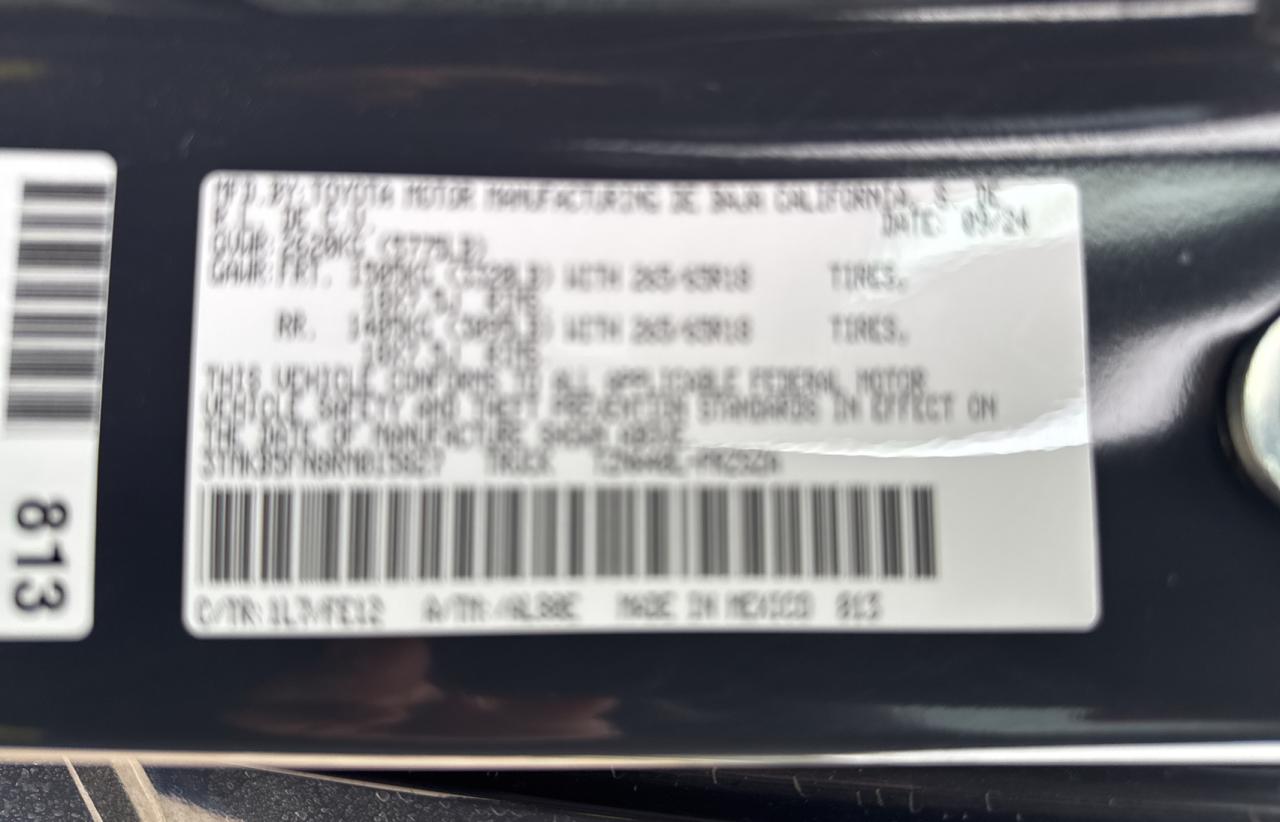 MFD.BY:TOYOTA MOTOR MANUFACTURING DE BAJA CALIFORNIA, S. DE
R.L. DE C.V.
DATE: 09/24
GVWR:2620KG (5775LB)
GAWR:FRT. WITH 265/65R18 TIRES,
RR. WITH 265/65R18 TIRES,
THIS VEHICLE CONFORMS TO ALL APPLICABLE FEDERAL MOTOR
VEHICLE SAFETY AND THEFT PREVENTION STANDARDS IN EFFECT ON
THE DATE OF MANUFACTURE SHOWN ABOVE.
TRUCK
C/TR:1L7/FE12 A/TM: MADE IN MEXICO 813
813